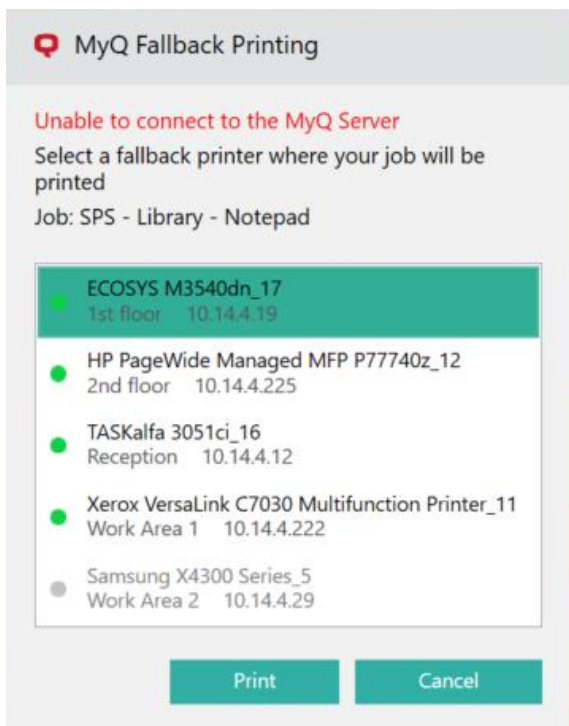 MyQ Fallback Printing
Unable to connect to the MyQ Server
Select a fallback printer where your job will be
printed
Job: SPS - Library - Notepad
ECOSYS M3540dn_17
1st floor 10.14.4.19
HP PageWide Managed MFP P77740z_12
2nd floor 10.14.4.225
TASKalfa 3051ci_16
Reception 10.14.4.12
Xerox VersaLink C7030 Multifunction Printer_11
Work Area 1 10.14.4.222
Samsung X4300 Series_5
Work Area 2 10.14.4.29
Print Cancel